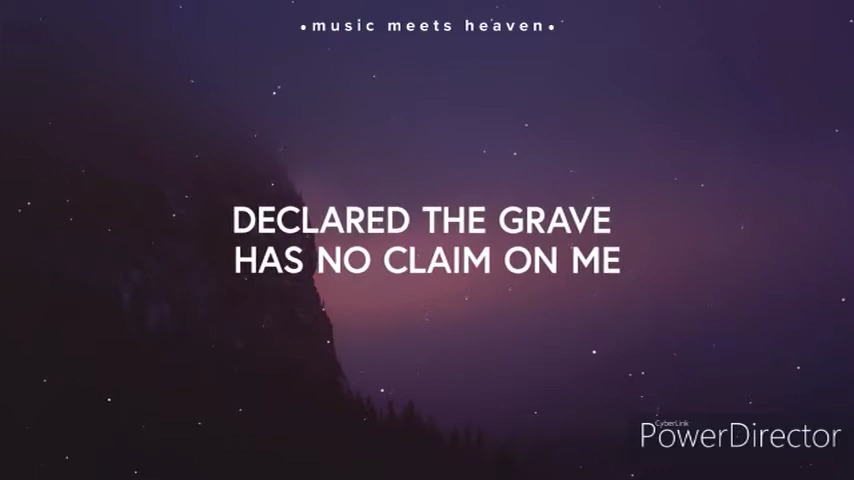 •music meets heaven•
DECLARED THE GRAVE
HAS NO CLAIM ON ME
CyberLink
PowerDirector